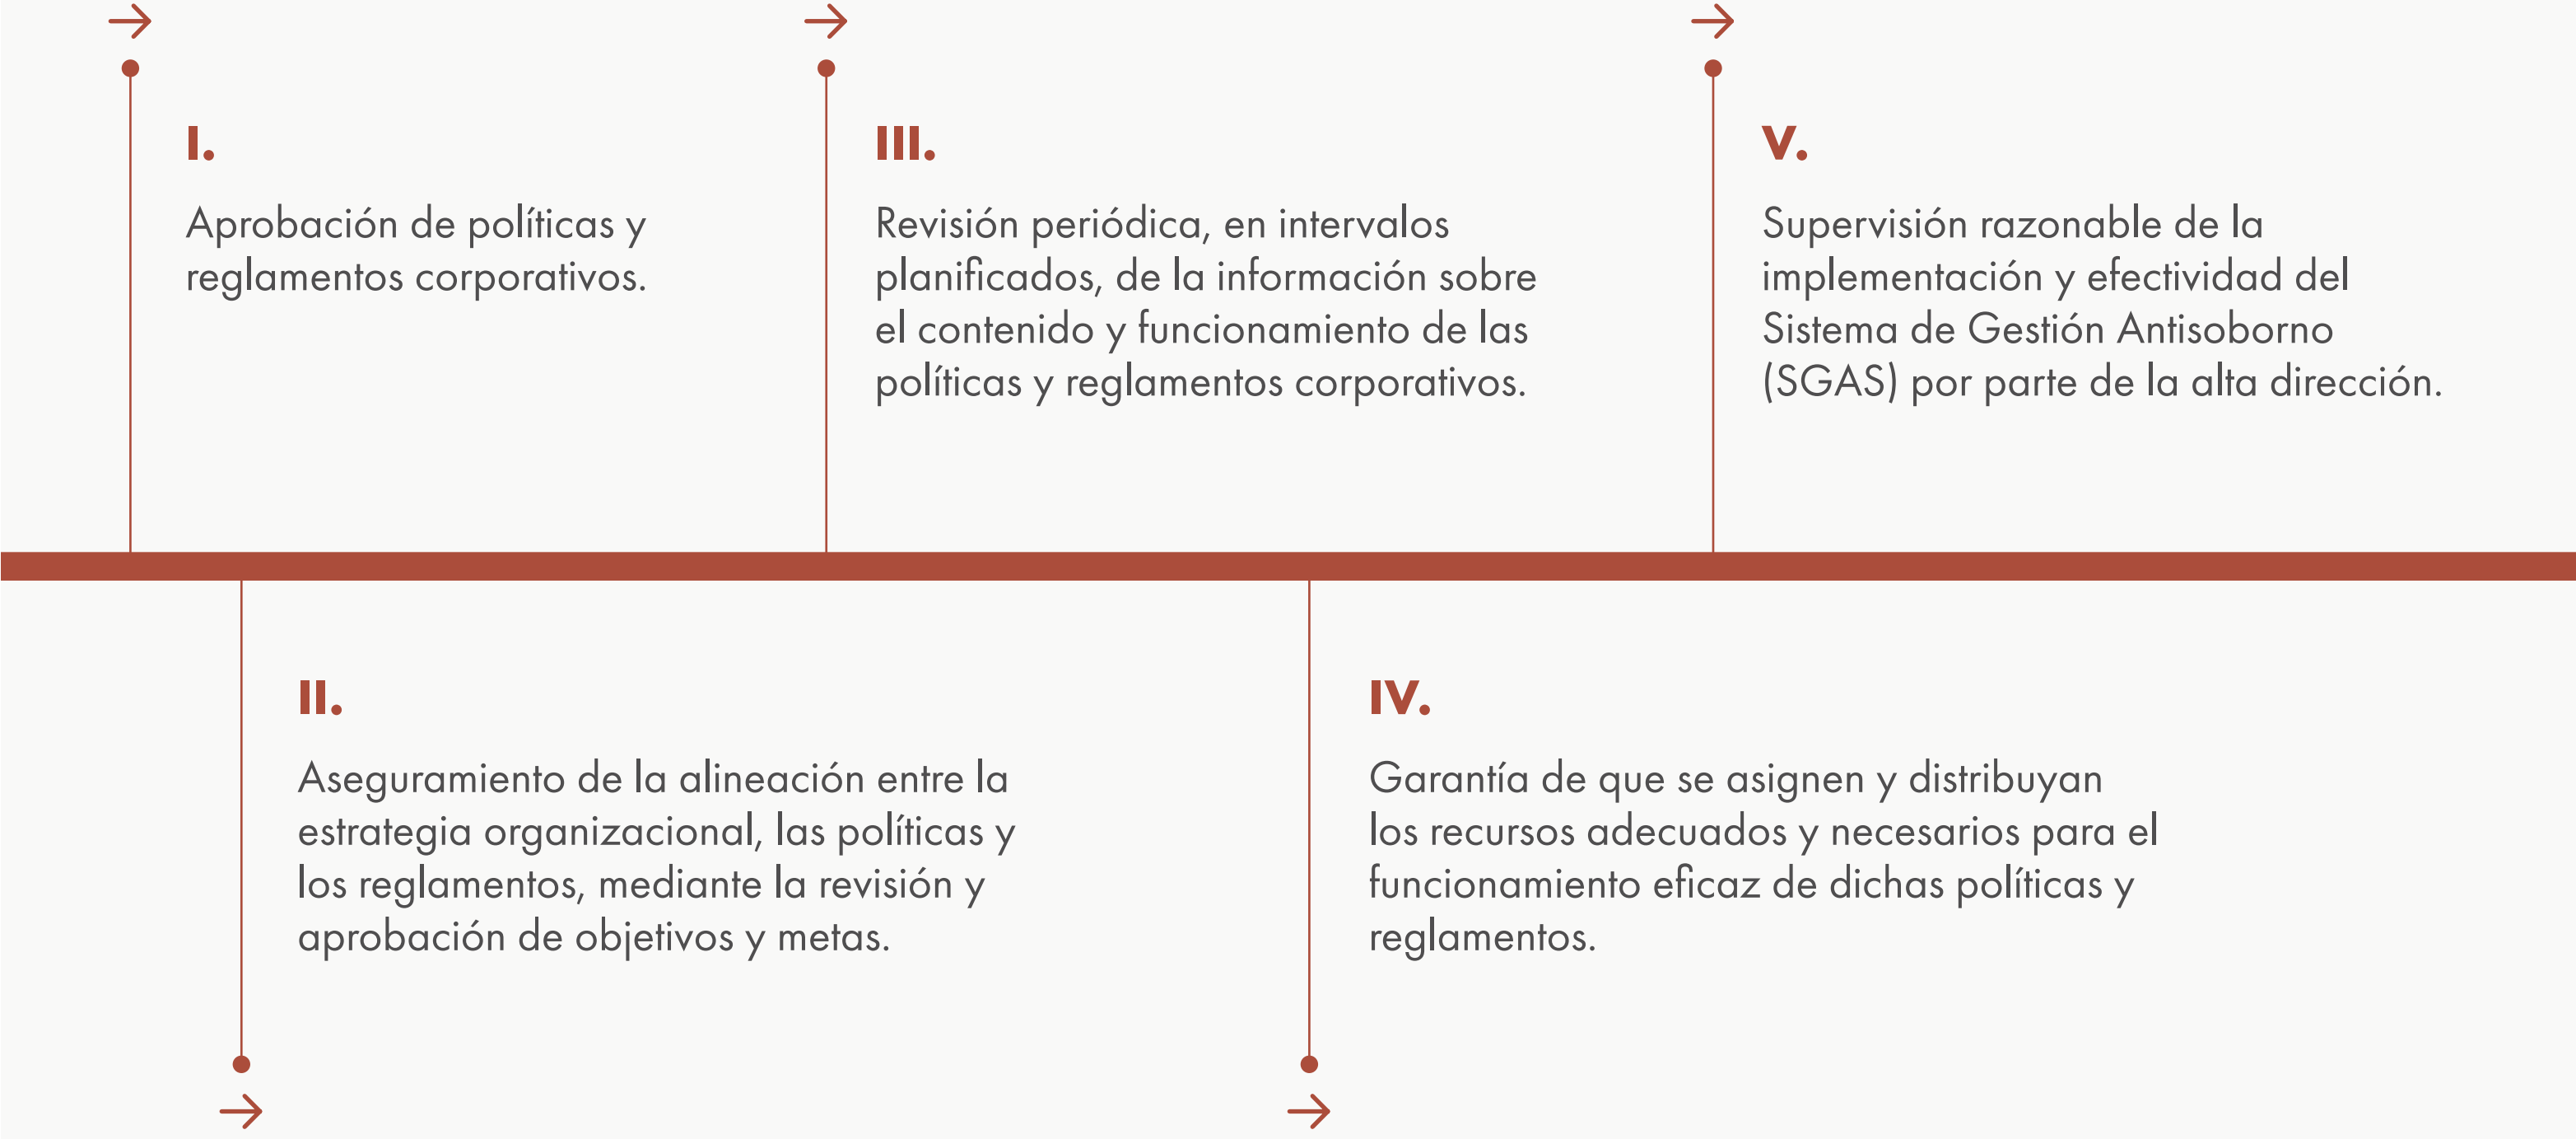 I.
Aprobación de políticas y
reglamentos corporativos.
II.
Aseguramiento de la alineación entre la
estrategia organizacional, las políticas y
los reglamentos, mediante la revisión y
aprobación de objetivos y metas.
III.
Revisión periódica, en intervalos
planificados, de la información sobre
el contenido y funcionamiento de las
políticas y reglamentos corporativos.
IV.
Garantía de que se asignen y distribuyan
los recursos adecuados y necesarios para el
funcionamiento eficaz de dichas políticas y
reglamentos.
V.
Supervisión razonable de la
implementación y efectividad del
Sistema de Gestión Antisoborno
(SGAS) por parte de la alta dirección.